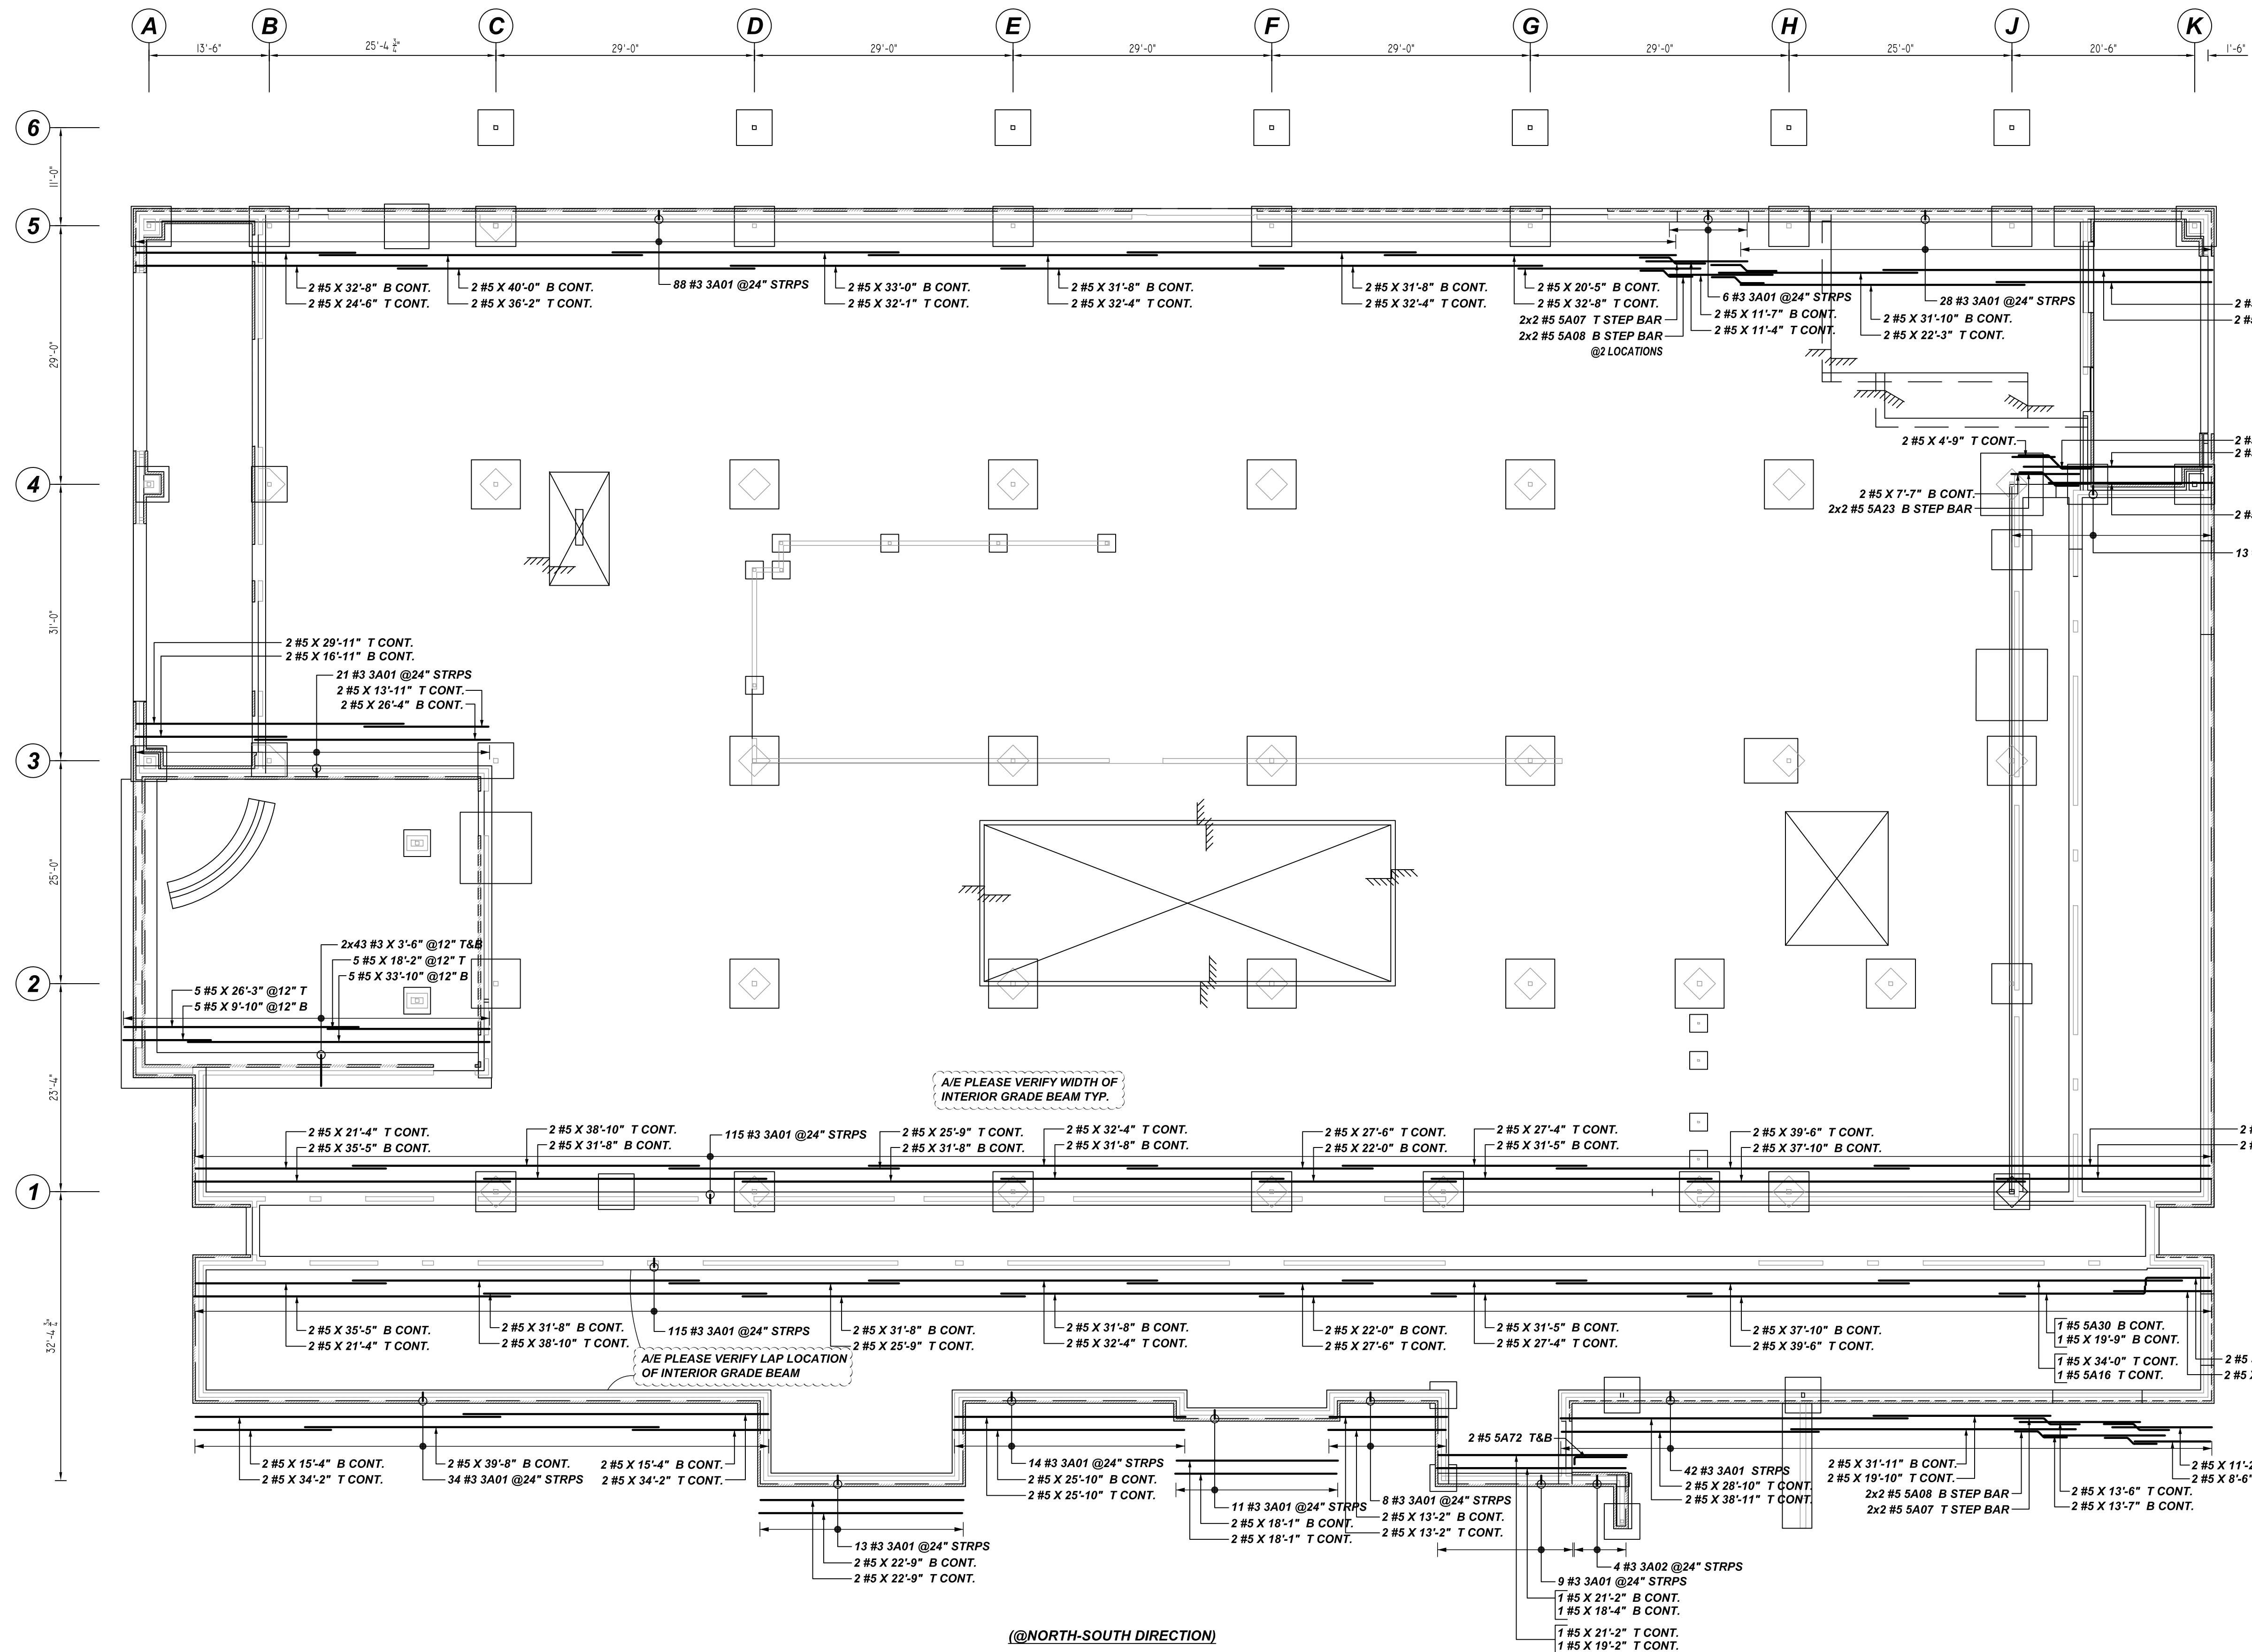 A B C D E F G H J K
13'-6" 25'-4 3/4" 29'-0" 29'-0" 29'-0" 29'-0" 29'-0" 25'-0" 20'-6" 1'-6"
6
11'-0"
5
29'-0"
4
31'-0"
3
25'-0"
2
23'-4"
1
32'-4 3/4"
2 #5 X 32'-8" B CONT.
2 #5 X 24'-6" T CONT.
2 #5 X 40'-0" B CONT.
2 #5 X 36'-2" T CONT.
88 #3 3A01 @24" STRPS
2 #5 X 33'-0" B CONT.
2 #5 X 32'-1" T CONT.
2 #5 X 31'-8" B CONT.
2 #5 X 32'-4" T CONT.
2 #5 X 31'-8" B CONT.
2 #5 X 32'-4" T CONT.
2 #5 X 20'-5" B CONT.
2 #5 X 32'-8" T CONT.
2x2 #5 5A07 T STEP BAR
2x2 #5 5A08 B STEP BAR
@2 LOCATIONS
6 #3 3A01 @24" STRPS
2 #5 X 11'-7" B CONT.
2 #5 X 11'-4" T CONT.
28 #3 3A01 @24" STRPS
2 #5 X 31'-10" B CONT.
2 #5 X 22'-3" T CONT.
2 #5 X 4'-9" T CONT.
2 #5 X 7'-7" B CONT.
2x2 #5 5A23 B STEP BAR
13
2 #5 X 29'-11" T CONT.
2 #5 X 16'-11" B CONT.
21 #3 3A01 @24" STRPS
2 #5 X 13'-11" T CONT.
2 #5 X 26'-4" B CONT.
2x43 #3 X 3'-6" @12" T&B
5 #5 X 18'-2" @12" T
5 #5 X 33'-10" @12" B
5 #5 X 26'-3" @12" T
5 #5 X 9'-10" @12" B
A/E PLEASE VERIFY WIDTH OF
INTERIOR GRADE BEAM TYP.
2 #5 X 21'-4" T CONT.
2 #5 X 35'-5" B CONT.
2 #5 X 38'-10" T CONT.
2 #5 X 31'-8" B CONT.
115 #3 3A01 @24" STRPS
2 #5 X 25'-9" T CONT.
2 #5 X 31'-8" B CONT.
2 #5 X 32'-4" T CONT.
2 #5 X 31'-8" B CONT.
2 #5 X 27'-6" T CONT.
2 #5 X 22'-0" B CONT.
2 #5 X 27'-4" T CONT.
2 #5 X 31'-5" B CONT.
2 #5 X 39'-6" T CONT.
2 #5 X 37'-10" B CONT.
2 #5 X 35'-5" B CONT.
2 #5 X 21'-4" T CONT.
2 #5 X 31'-8" B CONT.
2 #5 X 38'-10" T CONT.
115 #3 3A01 @24" STRPS
A/E PLEASE VERIFY LAP LOCATION
OF INTERIOR GRADE BEAM
2 #5 X 31'-8" B CONT.
2 #5 X 25'-9" T CONT.
2 #5 X 31'-8" B CONT.
2 #5 X 32'-4" T CONT.
2 #5 X 22'-0" B CONT.
2 #5 X 27'-6" T CONT.
2 #5 X 31'-5" B CONT.
2 #5 X 27'-4" T CONT.
2 #5 X 37'-10" B CONT.
2 #5 X 39'-6" T CONT.
1 #5 5A30 B CONT.
1 #5 X 19'-9" B CONT.
1 #5 X 34'-0" T CONT.
1 #5 5A16 T CONT.
2 #5
2 #5 X
2 #5 X 15'-4" B CONT.
2 #5 X 34'-2" T CONT.
2 #5 X 39'-8" B CONT.
34 #3 3A01 @24" STRPS
2 #5 X 15'-4" B CONT.
2 #5 X 34'-2" T CONT.
13 #3 3A01 @24" STRPS
2 #5 X 22'-9" B CONT.
2 #5 X 22'-9" T CONT.
14 #3 3A01 @24" STRPS
2 #5 X 25'-10" B CONT.
2 #5 X 25'-10" T CONT.
11 #3 3A01 @24" STRPS
2 #5 X 18'-1" B CONT.
2 #5 X 18'-1" T CONT.
8 #3 3A01 @24" STRPS
2 #5 X 13'-2" B CONT.
2 #5 X 13'-2" T CONT.
2 #5 5A72 T&B
42 #3 3A01 STRPS
2 #5 X 28'-10" T CONT.
2 #5 X 38'-11" T CONT.
2 #5 X 31'-11" B CONT.
2 #5 X 19'-10" T CONT.
2x2 #5 5A08 B STEP BAR
2x2 #5 5A07 T STEP BAR
2 #5 X 13'-6" T CONT.
2 #5 X 13'-7" B CONT.
2 #5 X 11'-2
2 #5 X 8'-6"
4 #3 3A02 @24" STRPS
9 #3 3A01 @24" STRPS
1 #5 X 21'-2" B CONT.
1 #5 X 18'-4" B CONT.
1 #5 X 21'-2" T CONT.
1 #5 X 19'-2" T CONT.
(@NORTH-SOUTH DIRECTION)